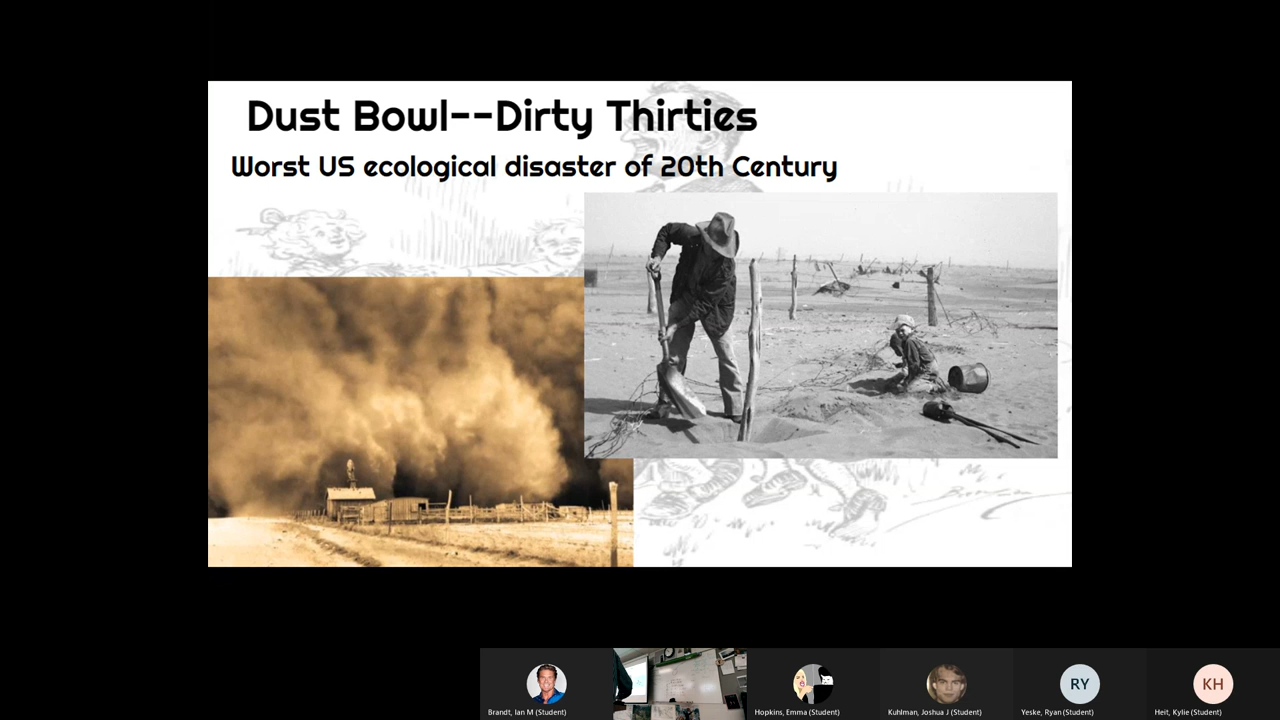 Dust Bowl--Dirty Thirties
Worst US ecological disaster of 20th Century
RY
KH
Brandt, Ian M (Student)
Hopkins, Emma (Student)
Kuhlman, Joshua J (Student)
Yeske, Ryan (Student)
Heit, Kylie (Student)